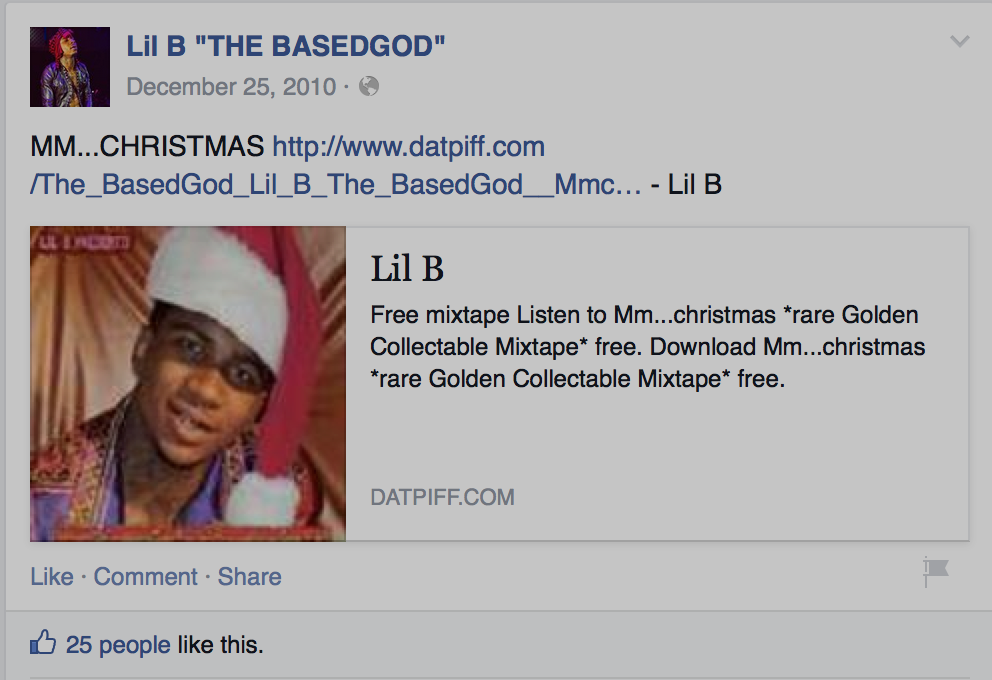 Lil B "THE BASEDGOD"
December 25, 2010 ·
MM...CHRISTMAS http://www.datpiff.com
/The_BasedGod_Lil_B_The_BasedGod__Mmc… - Lil B
LIL B PRESENTS
Lil B
Free mixtape Listen to Mm...christmas *rare Golden
Collectable Mixtape* free. Download Mm...christmas
*rare Golden Collectable Mixtape* free.
DATPIFF.COM
Like · Comment · Share
25 people like this.